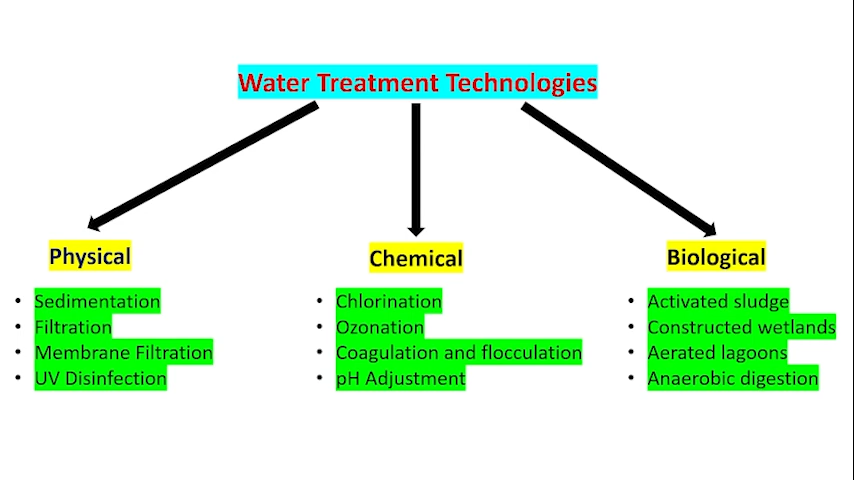 Water Treatment Technologies
Physical
• Sedimentation
• Filtration
• Membrane Filtration
• UV Disinfection
Chemical
• Chlorination
• Ozonation
• Coagulation and flocculation
• pH Adjustment
Biological
• Activated sludge
• Constructed wetlands
• Aerated lagoons
• Anaerobic digestion